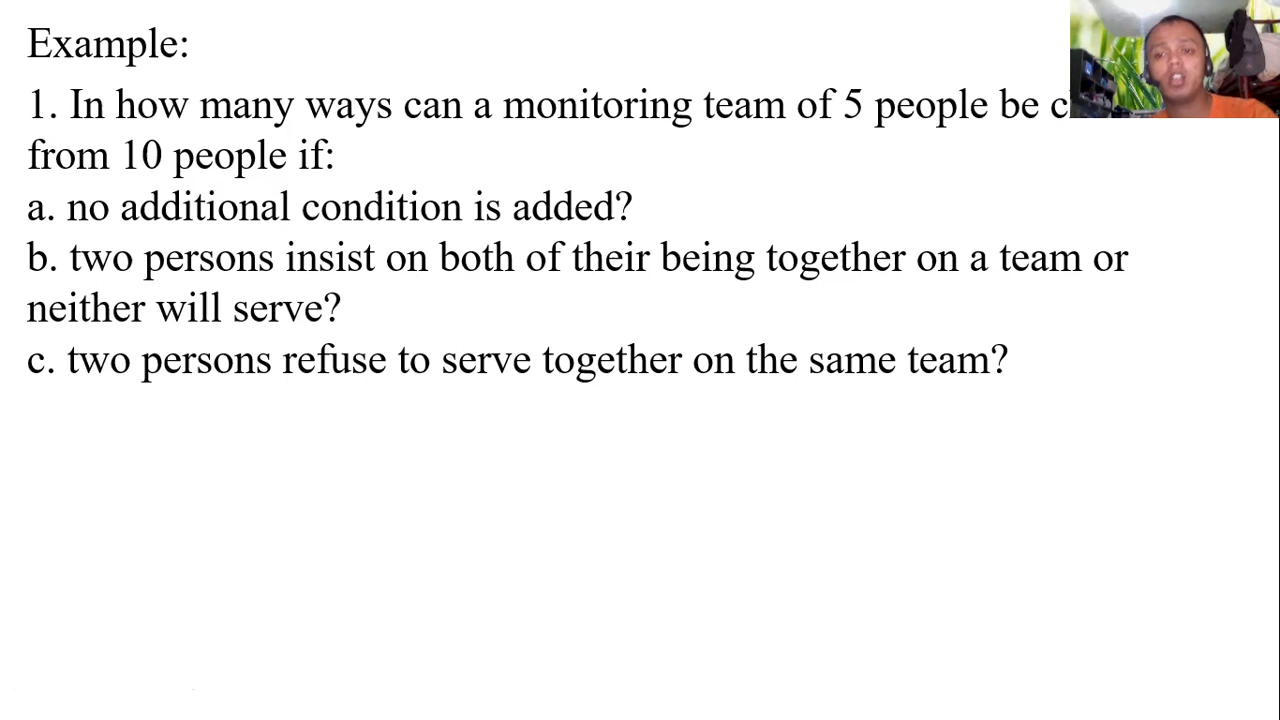 Example:
1. In how many ways can a monitoring team of 5 people be
from 10 people if:
a. no additional condition is added?
b. two persons insist on both of their being together on a team or
neither will serve?
c. two persons refuse to serve together on the same team?